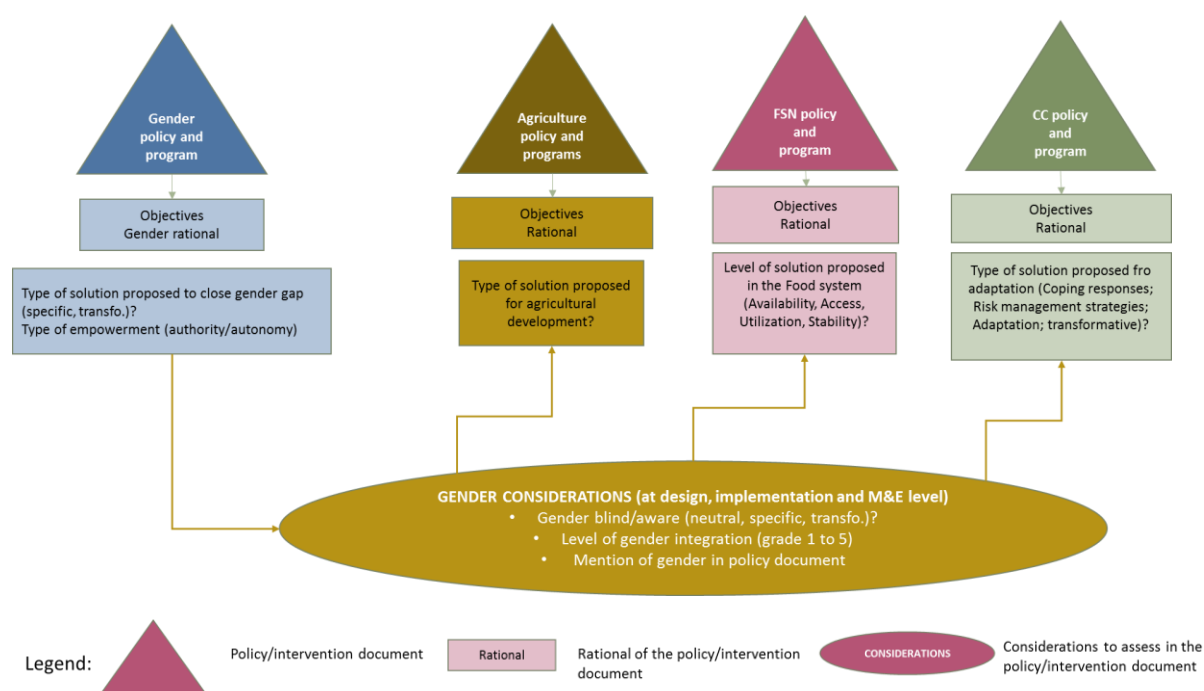 Gender
policy and
program
Agriculture
policy and
programs
FSN policy
and
program
CC policy
and
program
Objectives
Gender rational
Objectives
Rational
Objectives
Rational
Objectives
Rational
Type of solution proposed to close gender gap
(specific, transfo.)?
Type of empowerment (authority/autonomy)
Type of solution proposed
for agricultural
development?
Level of solution proposed
in the Food system
(Availability, Access,
Utilization, Stability)?
Type of solution proposed fro
adaptation (Coping responses;
Risk management strategies;
Adaptation; transformative)?
GENDER CONSIDERATIONS (at design, implementation and M&E level)
• Gender blind/aware (neutral, specific, transfo.)?
• Level of gender integration (grade 1 to 5)
• Mention of gender in policy document
Legend:
Policy/intervention document
Rational
Rational of the policy/intervention
document
CONSIDERATIONS
Considerations to assess in the
policy/intervention document